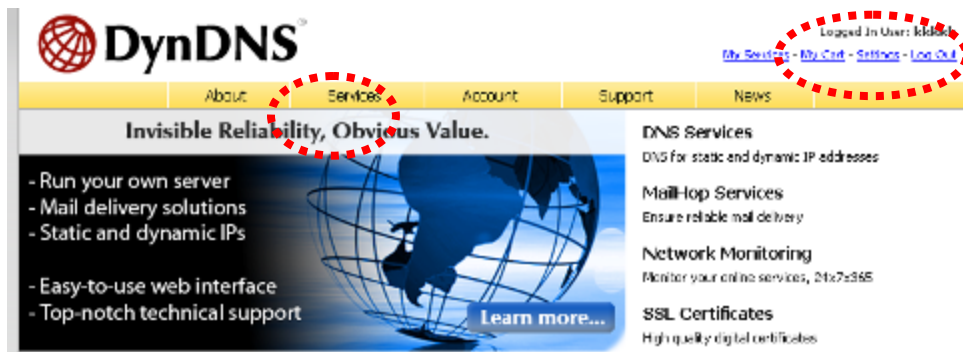 DynDNS
Logged In User:
My Services - My Cart - Settings - Log Out
About Services Account Support News
Invisible Reliability, Obvious Value.
- Run your own server
- Mail delivery solutions
- Static and dynamic IPs
- Easy-to-use web interface
- Top-notch technical support
Learn more...
DNS Services
DNS for static and dynamic IP addresses
MailHop Services
Ensure reliable mail delivery
Network Monitoring
Monitor your online services, 24x7x365
SSL Certificates
High quality digital certificates